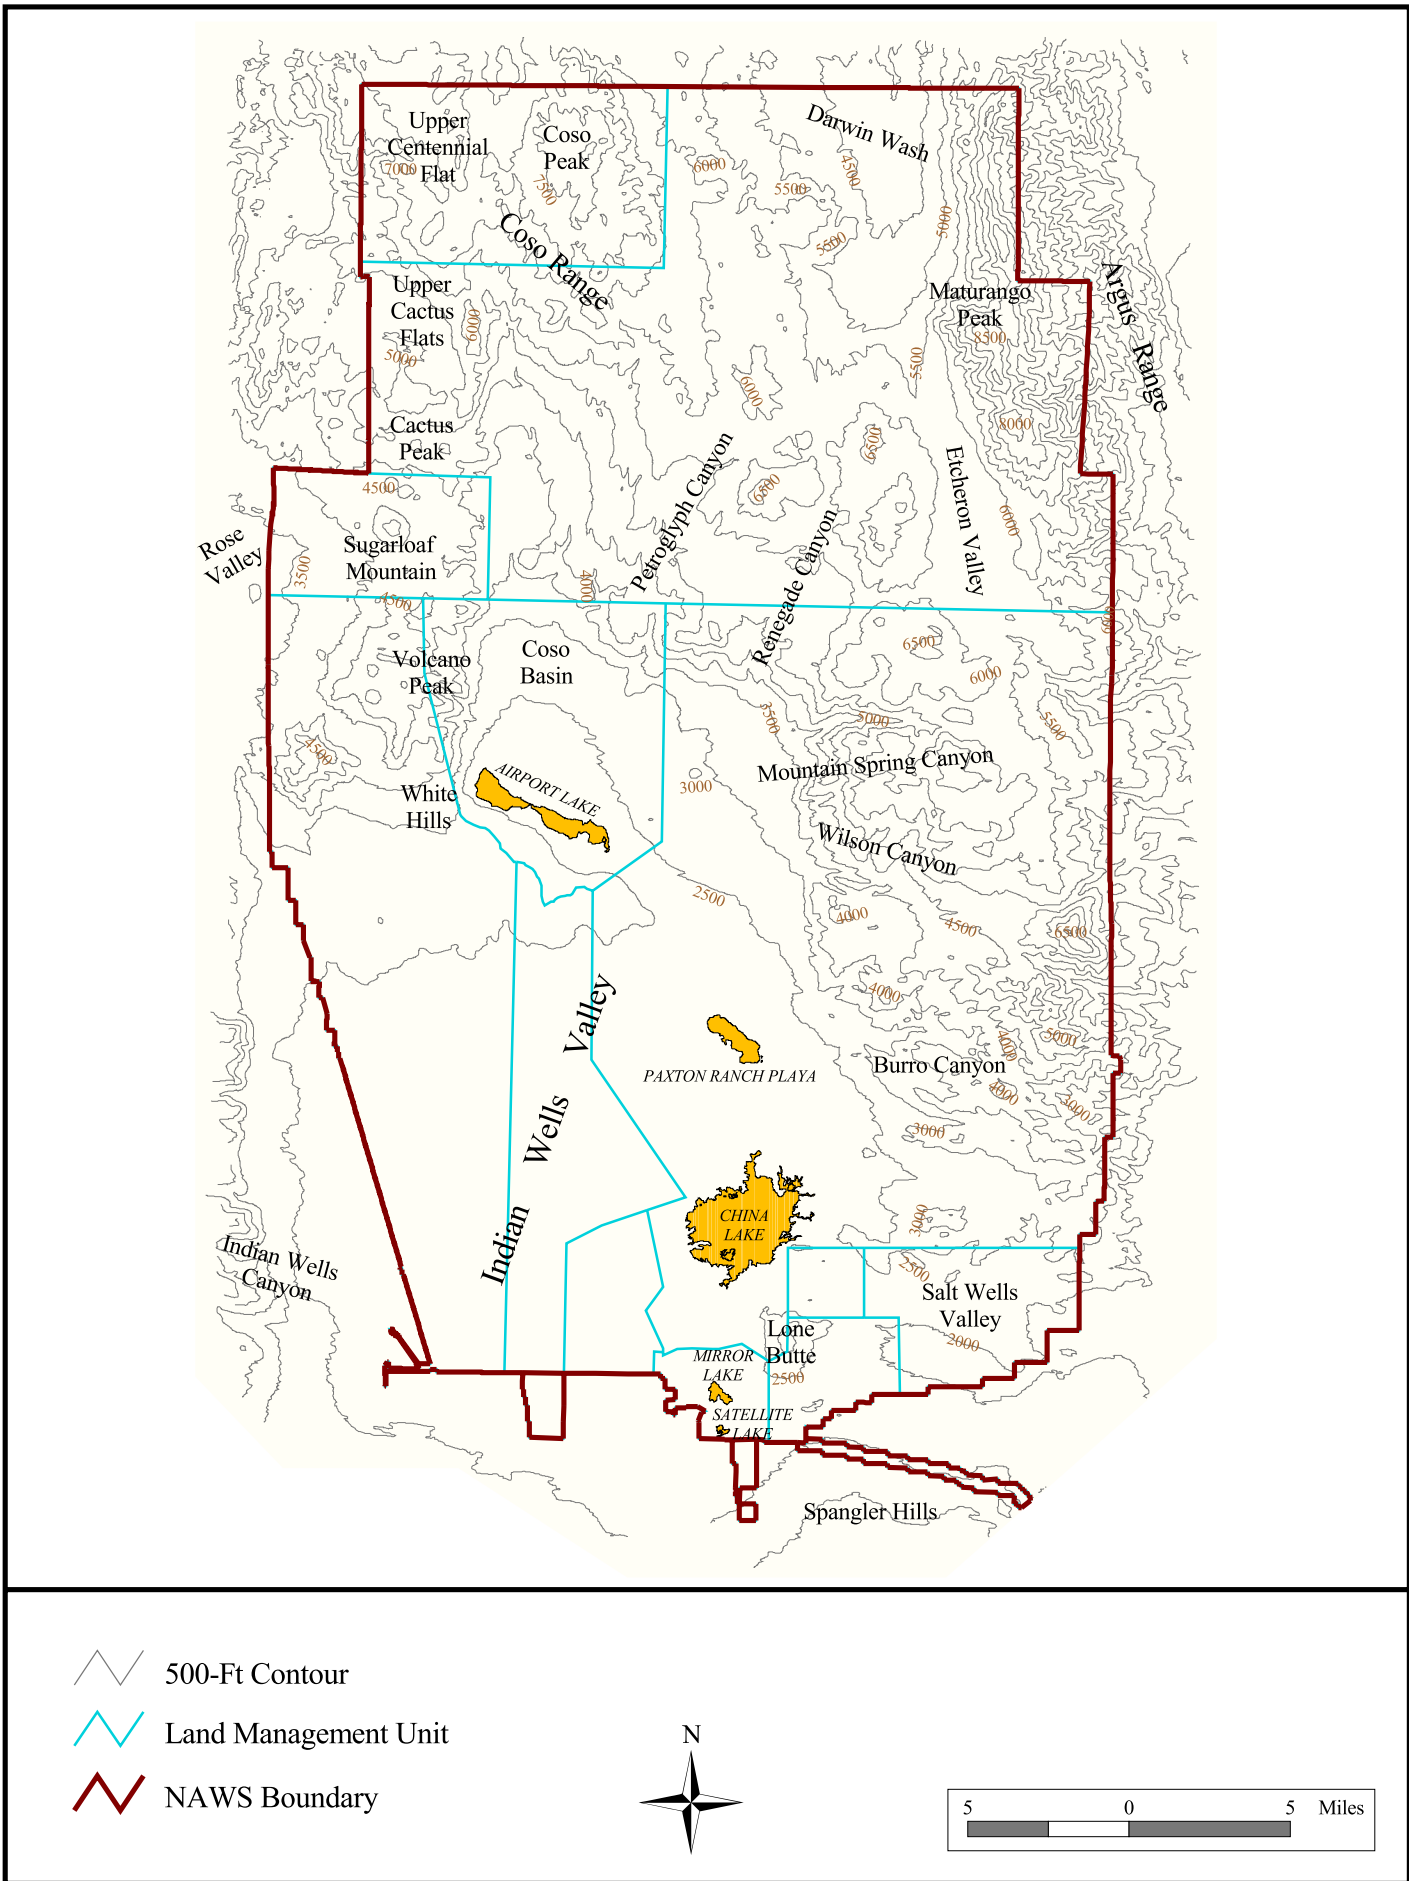 Upper
Centennial
Flat
7000
Coso
Peak
7500
Coso Range
Darwin Wash
6000
5500
4500
5500
5000
Upper
Cactus
Flats
6000
5000
Maturango
Peak
8500
Argus Range
5500
6000
8000
Cactus
Peak
4500
6500
Petroglyph Canyon
Etcheron Valley
6000
Renegade Canyon
Rose
Valley
3500
Sugarloaf
Mountain
4500
4000
Volcano
Peak
Coso
Basin
6500
6000
3500
5000
5500
4500
AIRPORT LAKE
3000
Mountain Spring Canyon
White
Hills
Wilson Canyon
2500
4000
4500
6500
4000
Indian Wells Valley
PAXTON RANCH PLAYA
4000
5000
Burro Canyon
4000
3000
3000
CHINA
LAKE
3000
Indian Wells
Canyon
2500
Salt Wells
Valley
2000
Lone
Butte
2500
MIRROR
LAKE
SATELLITE
LAKE
Spangler Hills
500-Ft Contour
Land Management Unit
NAWS Boundary
N
5 0 5 Miles